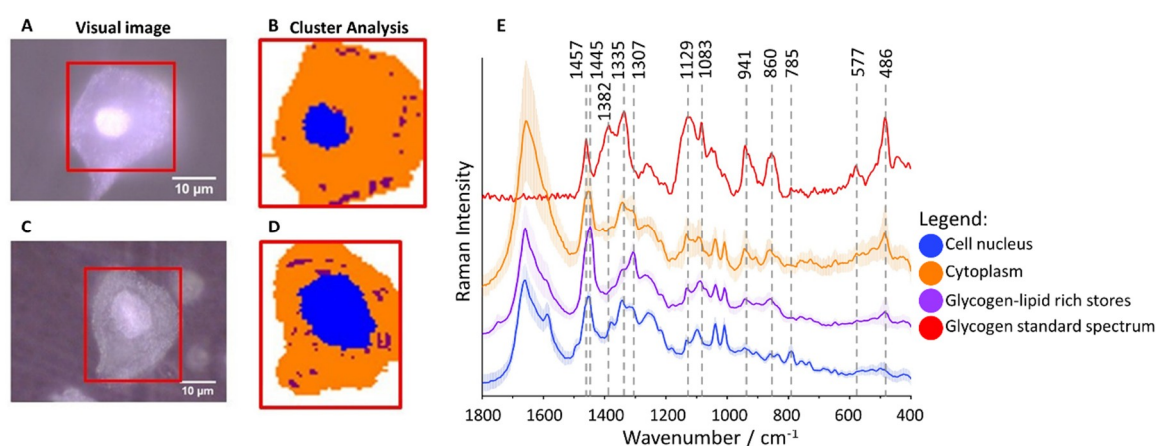 A Visual image
B Cluster Analysis
10 µm
C
10 µm
D
E
1457
1445
1382
1335
1307
1129
1083
941
860
785
577
486
Raman Intensity
1800 1600 1400 1200 1000 800 600 400
Wavenumber / cm⁻¹
Legend:
Cell nucleus
Cytoplasm
Glycogen-lipid rich stores
Glycogen standard spectrum